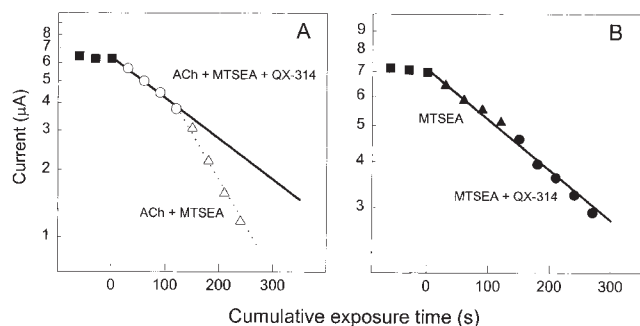 A
B
Current (μA)
8
7
6
5
4
3
2
1
ACh + MTSEA + QX-314
ACh + MTSEA
0
100
200
300
9
8
7
6
5
4
3
MTSEA
MTSEA + QX-314
0
100
200
300
Cumulative exposure time (s)